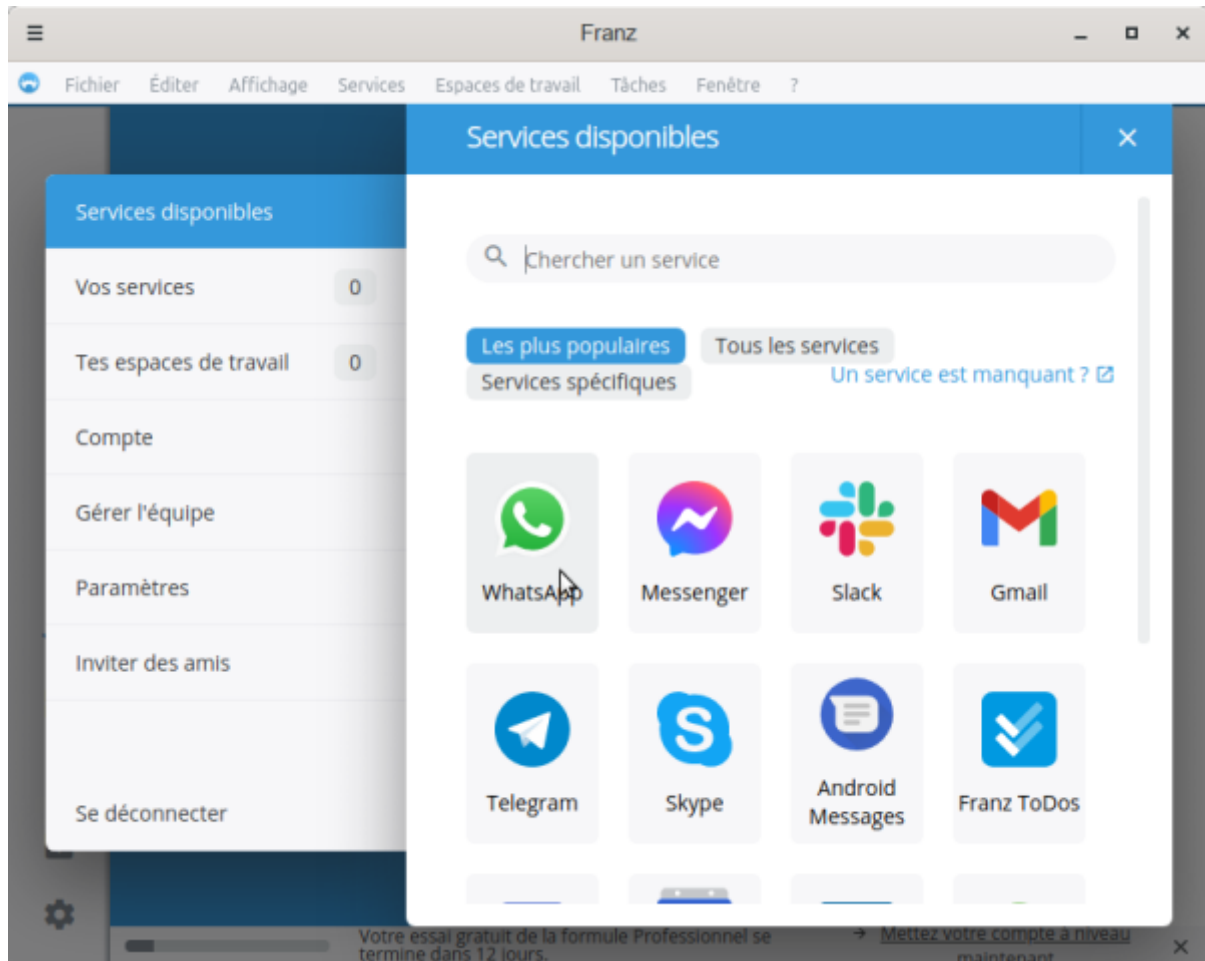 Franz
Fichier Éditer Affichage Services Espaces de travail Tâches Fenêtre ?
Services disponibles
Services disponibles
Vos services 0
Tes espaces de travail 0
Compte
Gérer l'équipe
Paramètres
Inviter des amis
Se déconnecter
Chercher un service
Les plus populaires Tous les services
Services spécifiques Un service est manquant ?
WhatsApp Messenger Slack Gmail
Telegram Skype Android Messages Franz ToDos
Votre essai gratuit de la formule Professionnel se
termine dans 12 jours.
Mettez votre compte à niveau
maintenant